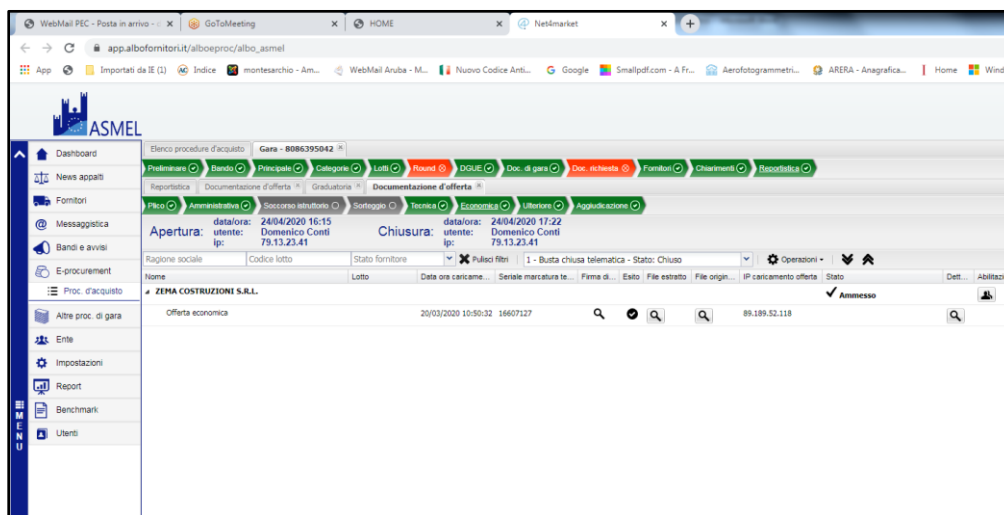 WebMail PEC - Posta in arrivo - c GoToMeeting HOME Net4market
app.albofornitori.it/alboeproc/albo_asmel
App Importati da IE (1) Indice montesarchio - Am... WebMail Aruba - M... Nuovo Codice Anti... Google Smallpdf.com - A Fr... Aerofotogrammetri... ARERA - Anagrafica... Home Wind
ASMEL
Elenco procedure d'acquisto Gara - 8086395042
Preliminare Bando Principale Categorie Lotti Round DGUE Doc. di gara Doc. richiesta Fornitori Chiarimenti Reportistica
Reportistica Documentazione d'offerta Graduatoria Documentazione d'offerta
Plico Amministrativa Soccorso istruttorio Sorteggio Tecnica Economica Ulteriore Aggiudicazione
Apertura: data/ora: 24/04/2020 16:15 Chiusura: data/ora: 24/04/2020 17:22
utente: Domenico Conti utente: Domenico Conti
ip: 79.13.23.41 ip: 79.13.23.41
Ragione sociale Codice lotto Stato fornitore Pulisci filtri 1 - Busta chiusa telematica - Stato: Chiuso Operazioni
Nome Lotto Data ora caricame... Seriale marcatura te... Firma di... Esito File estratto File origin... IP caricamento offerta Stato Dett... Abilitazi
ZEMA COSTRUZIONI S.R.L. Ammesso
Offerta economica 20/03/2020 10:50:32 16607127 89.189.52.118
MENU
Dashboard
News appalti
Fornitori
Messaggistica
Bandi e avvisi
E-procurement
Proc. d'acquisto
Altre proc. di gara
Ente
Impostazioni
Report
Benchmark
Utenti